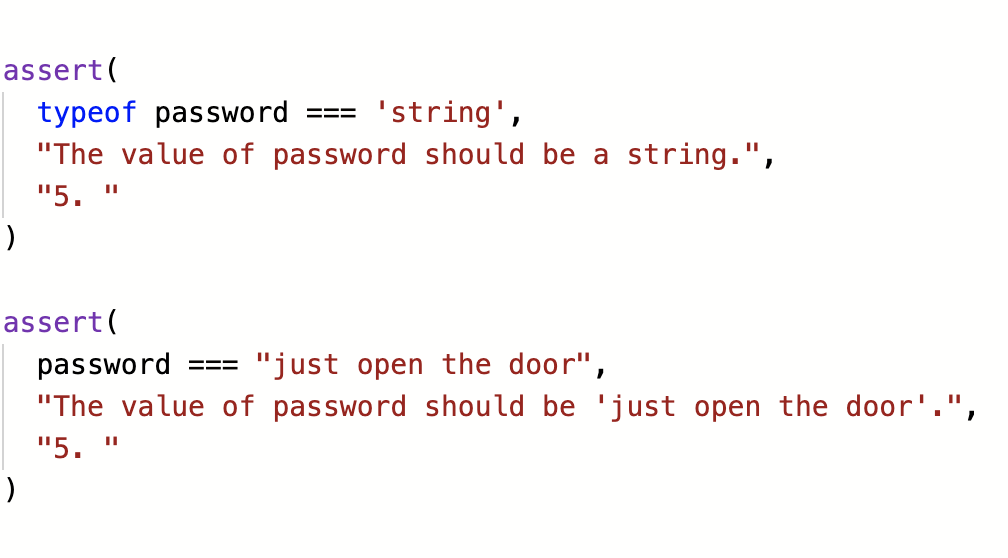 assert(
typeof password === 'string',
"The value of password should be a string.",
"5. "
)
assert(
password === "just open the door",
"The value of password should be 'just open the door'.",
"5. "
)